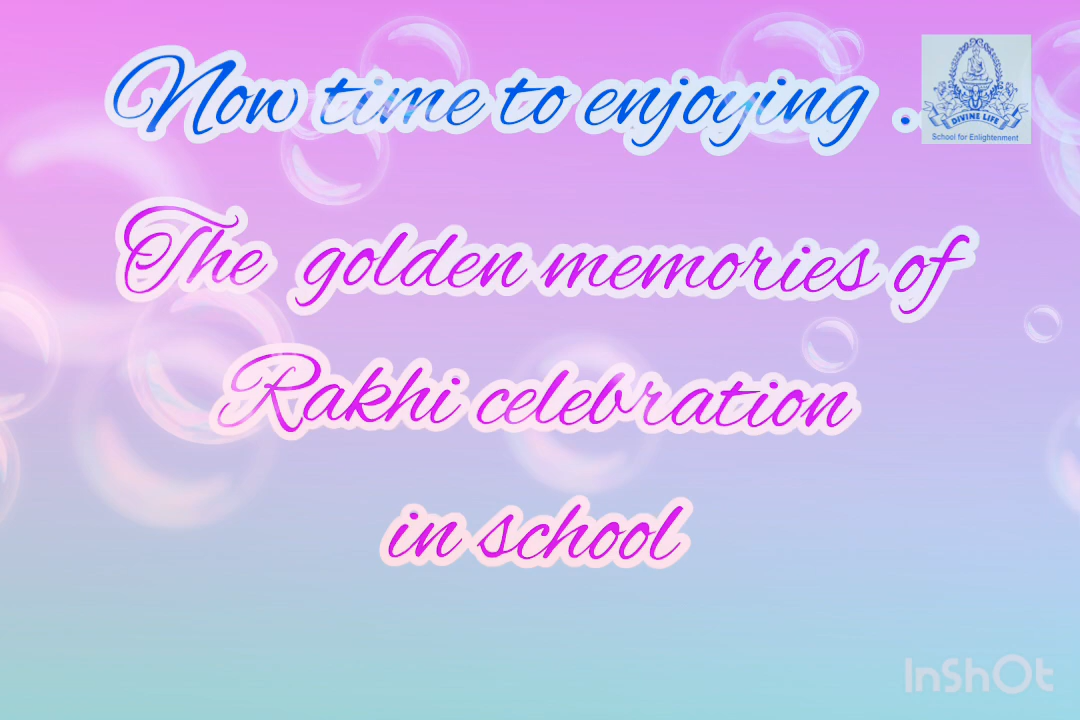 Now time to enjoying ..
The golden memories of
Rakhi celebration
in school
DIVINE LIFE
School for Enlightenment
InShOt